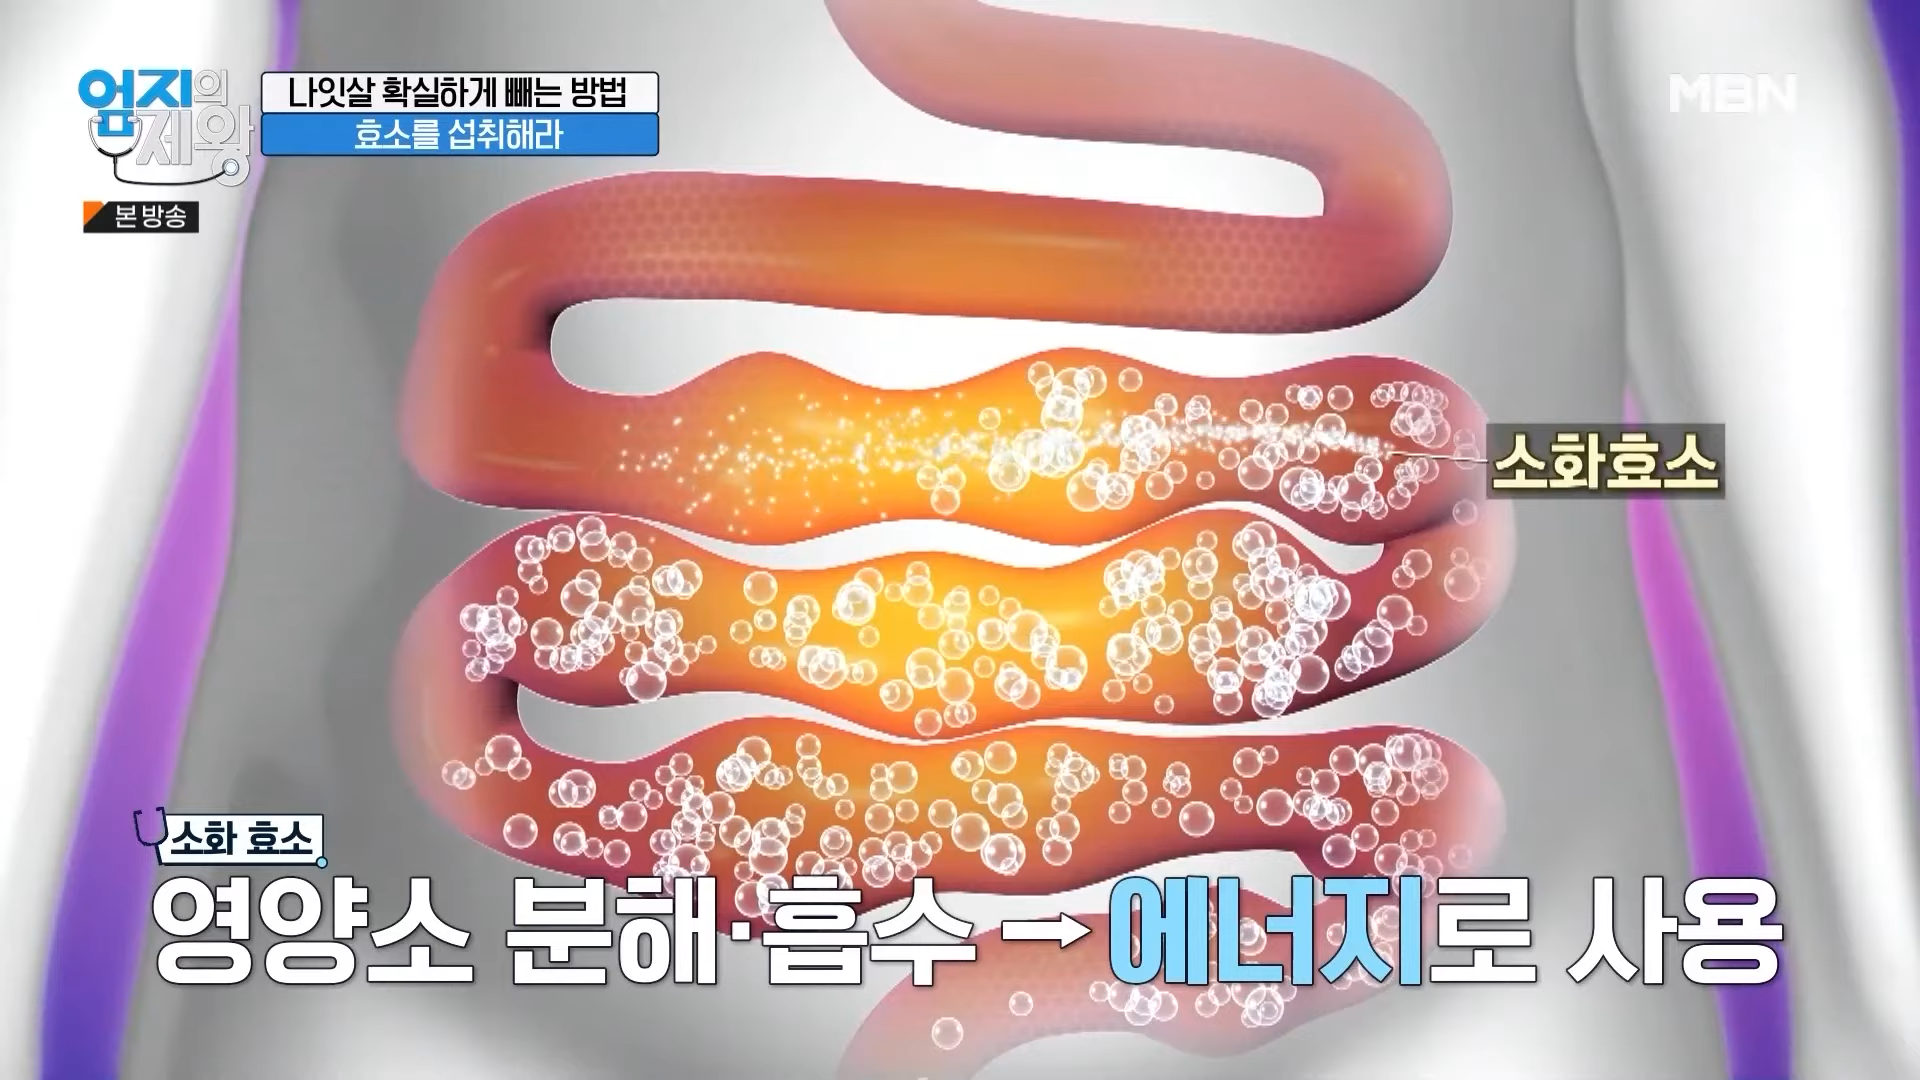 엄지의 제왕
나잇살 확실하게 빼는 방법
효소를 섭취해라
MBN
본 방송
소화효소
소화 효소
영양소 분해·흡수 → 에너지로 사용